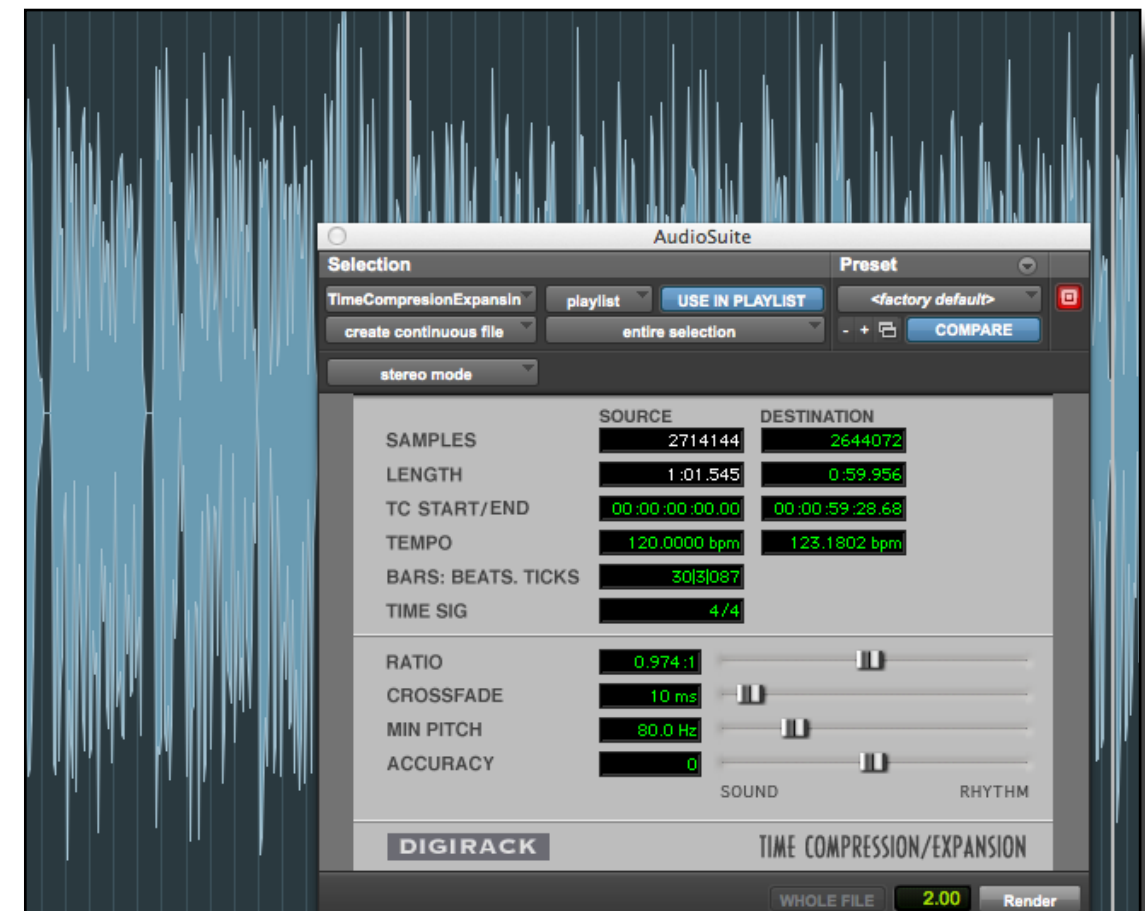 AudioSuite
Selection Preset
TimeCompresionExpansin playlist USE IN PLAYLIST <factory default>
create continuous file entire selection - + COMPARE
stereo mode
SOURCE DESTINATION
SAMPLES 2714144 2644072
LENGTH 1:01.545 0:59.956
TC START/END 00:00:00:00.00 00:00:59:28.68
TEMPO 120.0000 bpm 123.1802 bpm
BARS: BEATS. TICKS 30|3|087
TIME SIG 4/4
RATIO 0.974:1
CROSSFADE 10 ms
MIN PITCH 80.0 Hz
ACCURACY 0
SOUND RHYTHM
DIGIRACK TIME COMPRESSION/EXPANSION
WHOLE FILE 2.00 Render